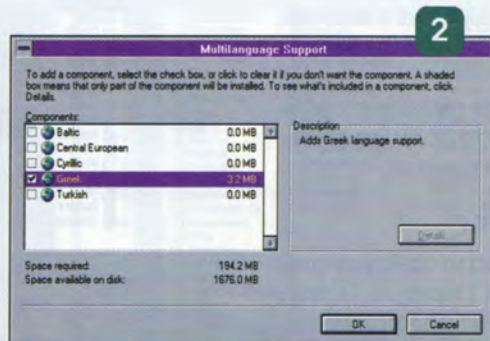 2
Multilanguage Support
To add a component, select the check box, or click to clear it if you don't want the component. A shaded
box means that only part of the component will be installed. To see what's included in a component, click
Details.
Components:
Baltic 0.0 MB
Central European 0.0 MB
Cyrillic 0.0 MB
Greek 3.2 MB
Turkish 0.0 MB
Description
Adds Greek language support.
Details
Space required: 194.2 MB
Space available on disk: 1676.0 MB
OK Cancel